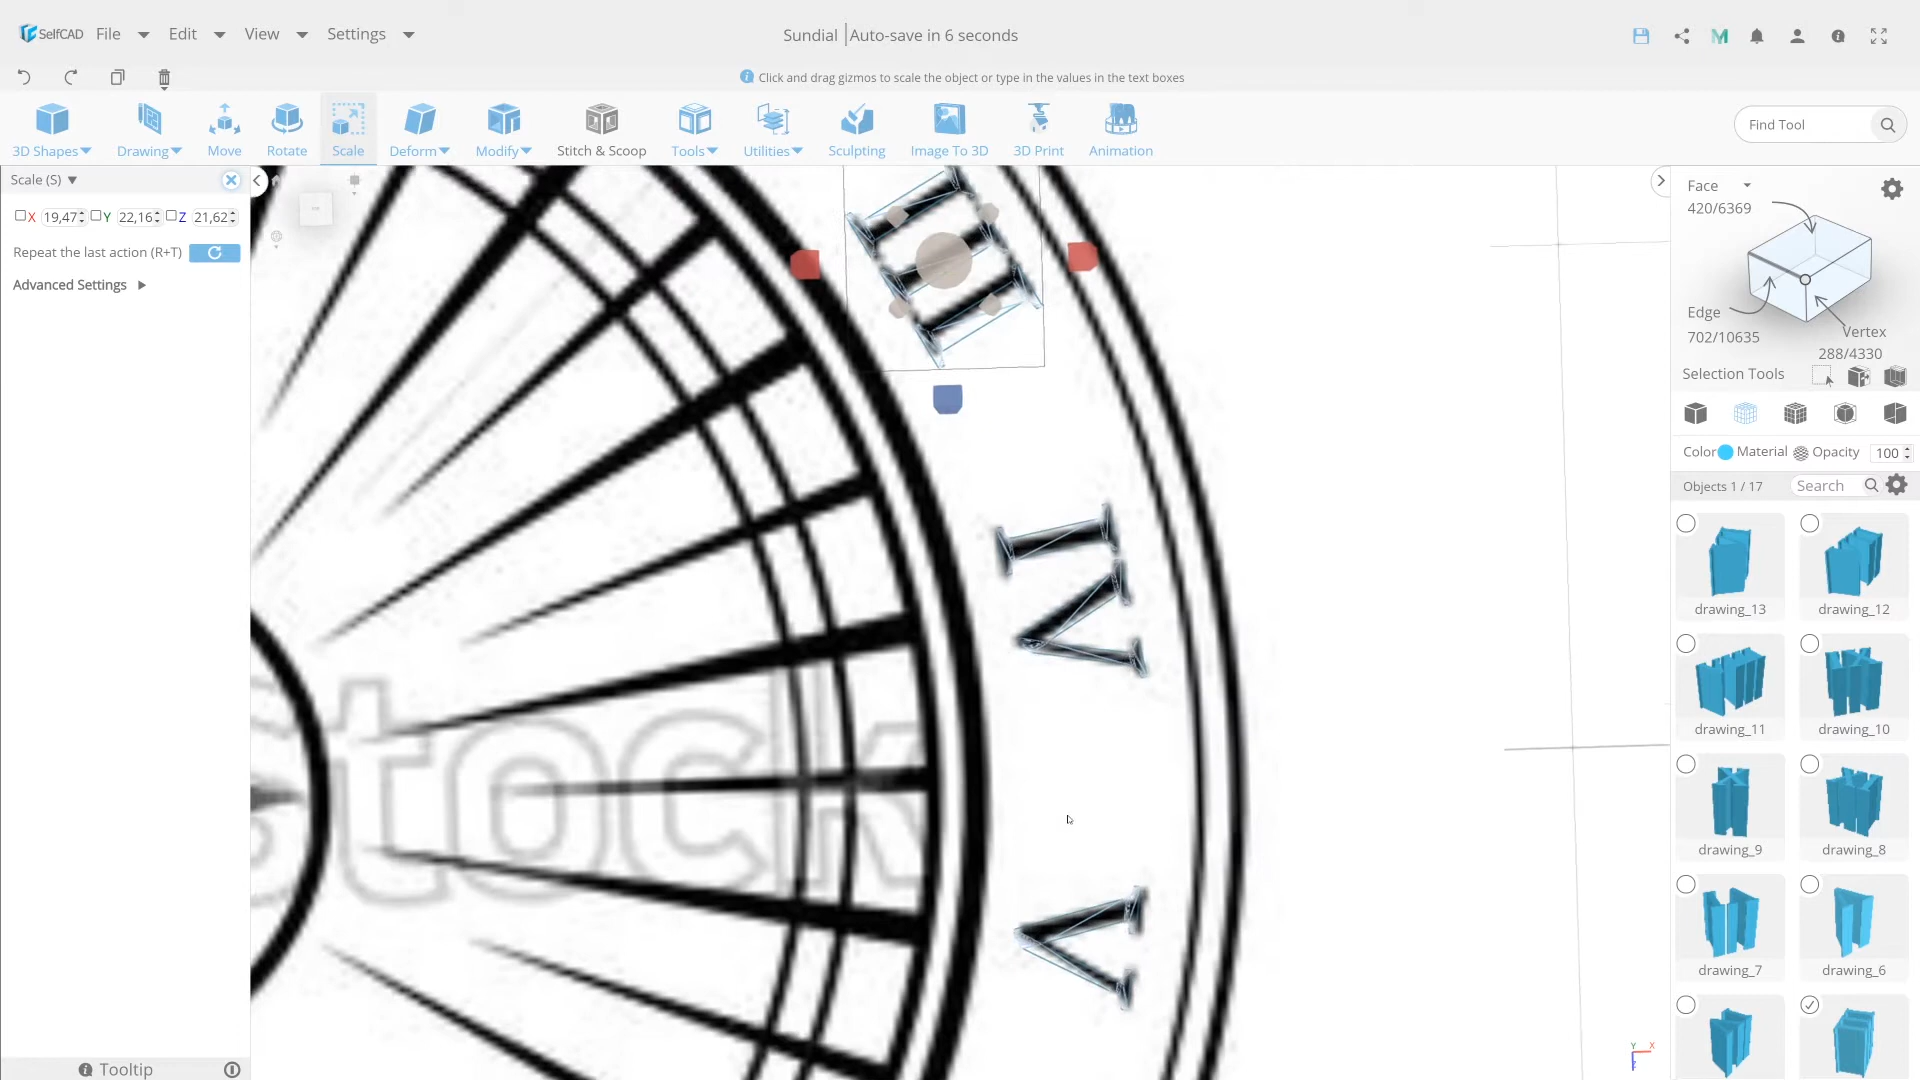 SelfCAD File Edit View Settings
Sundial | Auto-save in 6 seconds
Click and drag gizmos to scale the object or type in the values in the text boxes
3D Shapes Drawing Move Rotate Scale Deform Modify Stitch & Scoop Tools Utilities Sculpting Image To 3D 3D Print Animation
Find Tool
Scale (S)
X 19,47 Y 22,16 Z 21,62
Repeat the last action (R+T)
Advanced Settings
III
IV
V
stock
Tooltip
Face
420/6369
Edge
702/10635
Vertex
288/4330
Selection Tools
Color Material Opacity 100
Objects 1 / 17 Search
drawing_13 drawing_12
drawing_11 drawing_10
drawing_9 drawing_8
drawing_7 drawing_6
Y X